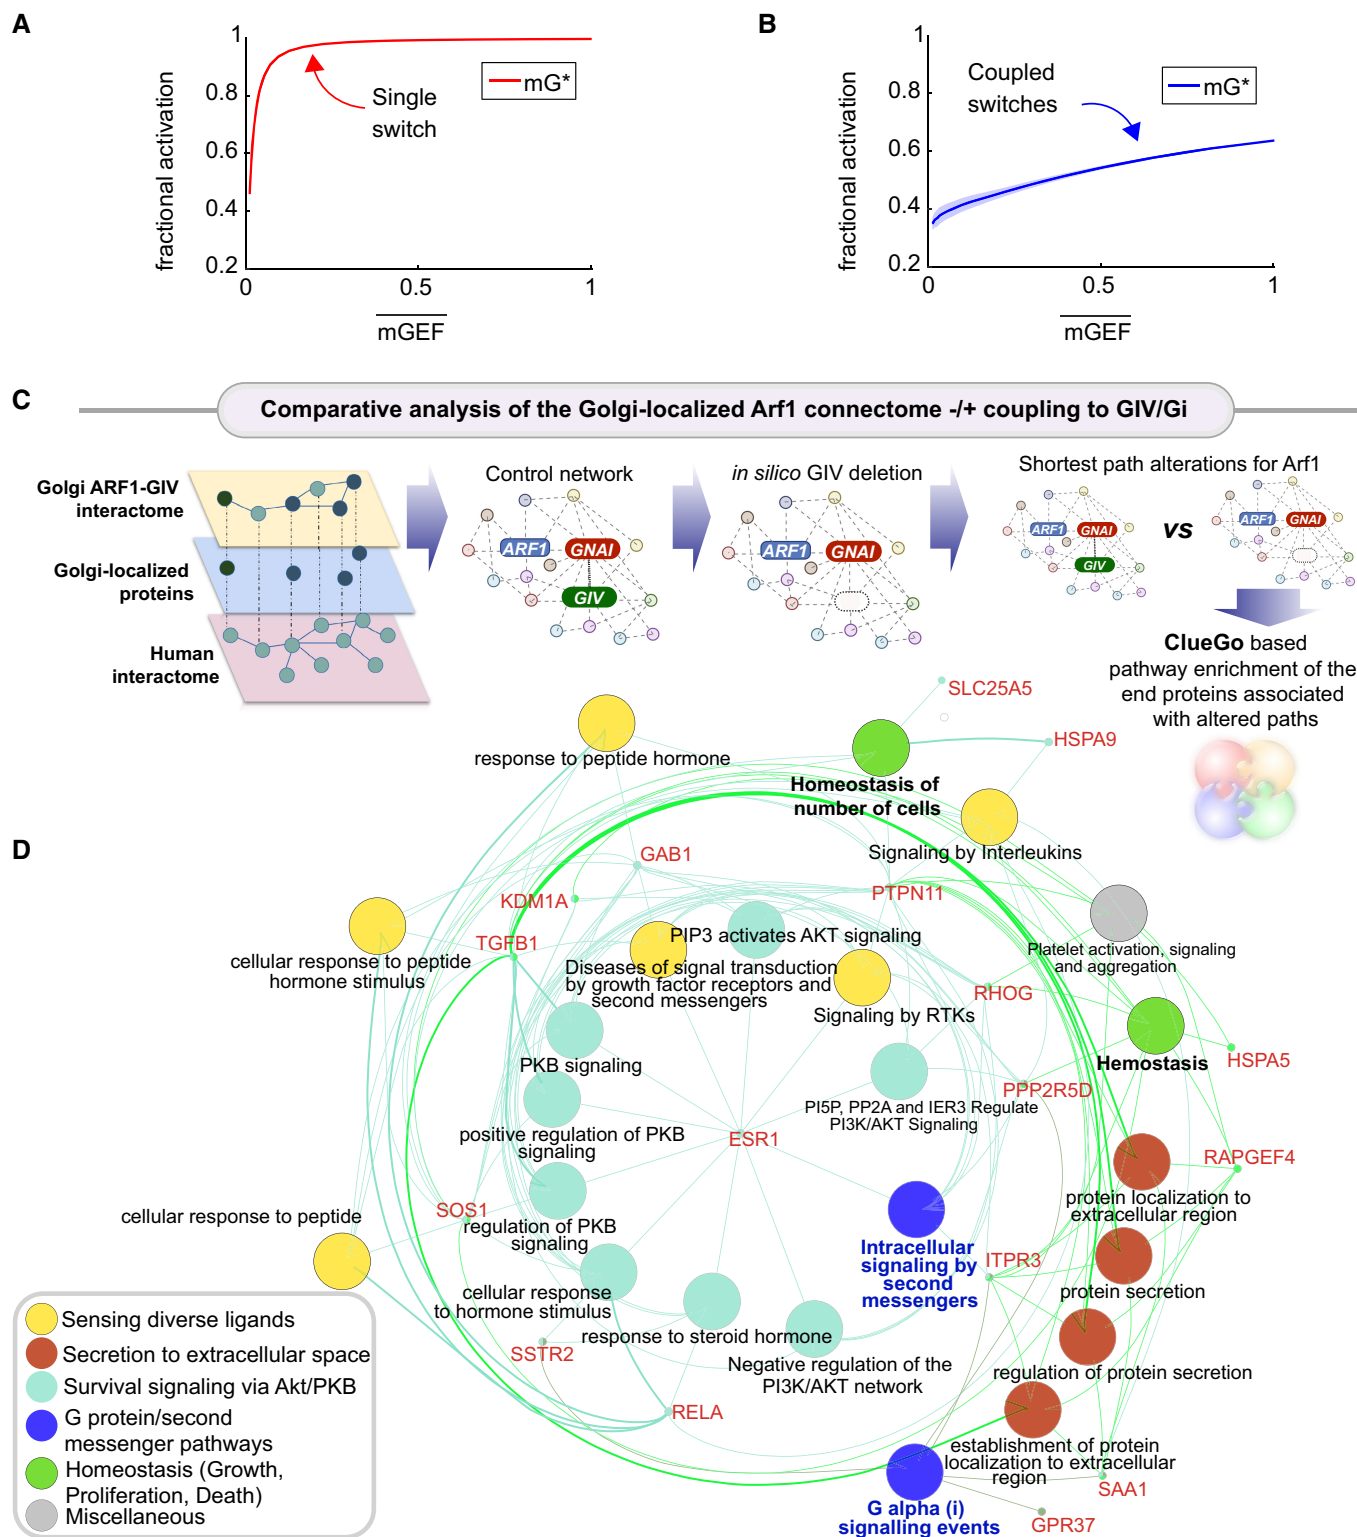 A
1
0.8
0.6
0.4
0.2
0
0.5
1
fractional activation
mGEF
mG*
Single
switch
B
1
0.8
0.6
0.4
0.2
0
0.5
1
fractional activation
mGEF
mG*
Coupled
switches
C
Comparative analysis of the Golgi-localized Arf1 connectome -/+ coupling to GIV/Gi
Golgi ARF1-GIV
interactome
Golgi-localized
proteins
Human
interactome
Control network
ARF1
GNAI
GIV
in silico GIV deletion
ARF1
GNAI
Shortest path alterations for Arf1
ARF1
GNAI
GIV
vs
ARF1
GNAI
ClueGo based
pathway enrichment of the
end proteins associated
with altered paths
D
SLC25A5
HSPA9
response to peptide hormone
Homeostasis of
number of cells
Signaling by Interleukins
GAB1
KDM1A
PTPN11
TGFB1
PIP3 activates AKT signaling
Platelet activation, signaling
and aggregation
cellular response to peptide
hormone stimulus
Diseases of signal transduction
by growth factor receptors and
second messengers
Signaling by RTKs
RHOG
HSPA5
Hemostasis
PKB signaling
PPP2R5D
PI5P, PP2A and IER3 Regulate
PI3K/AKT Signaling
positive regulation of PKB
signaling
ESR1
RAPGEF4
protein localization to
extracellular region
cellular response to peptide
SOS1
regulation of PKB
signaling
Intracellular
signaling by
second
messengers
ITPR3
protein secretion
cellular response
to hormone stimulus
response to steroid hormone
SSTR2
Negative regulation of the
PI3K/AKT network
regulation of protein secretion
RELA
establishment of protein
localization to extracellular
region
SAA1
G alpha (i)
signalling events
GPR37
Sensing diverse ligands
Secretion to extracellular space
Survival signaling via Akt/PKB
G protein/second
messenger pathways
Homeostasis (Growth,
Proliferation, Death)
Miscellaneous